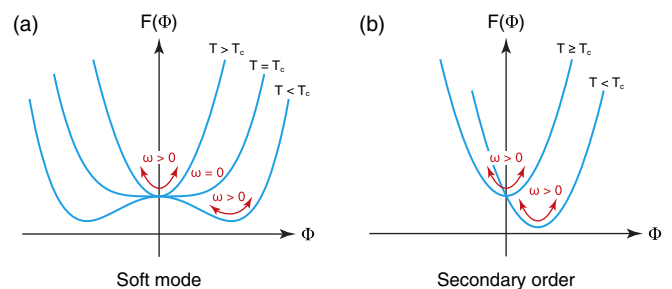 (a)
F(Φ)
T > Tc
T = Tc
T < Tc
ω > 0
ω = 0
ω > 0
Φ
Soft mode
(b)
F(Φ)
T ≥ Tc
T < Tc
ω > 0
ω > 0
Φ
Secondary order